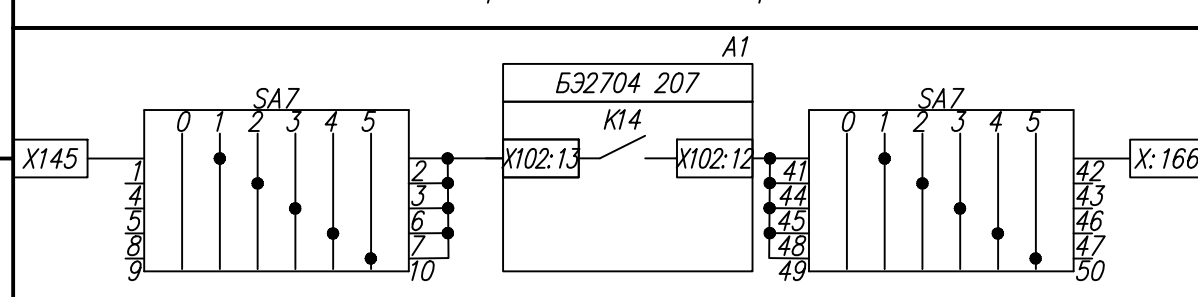 A1
БЭ2704 207
SA7
SA7
0 1 2 3 4 5
K14
0 1 2 3 4 5
X145
X102:13
X102:12
X:166
1 2 41 42
4 3 44 43
5 6 45 46
8 7 48 47
9 10 49 50